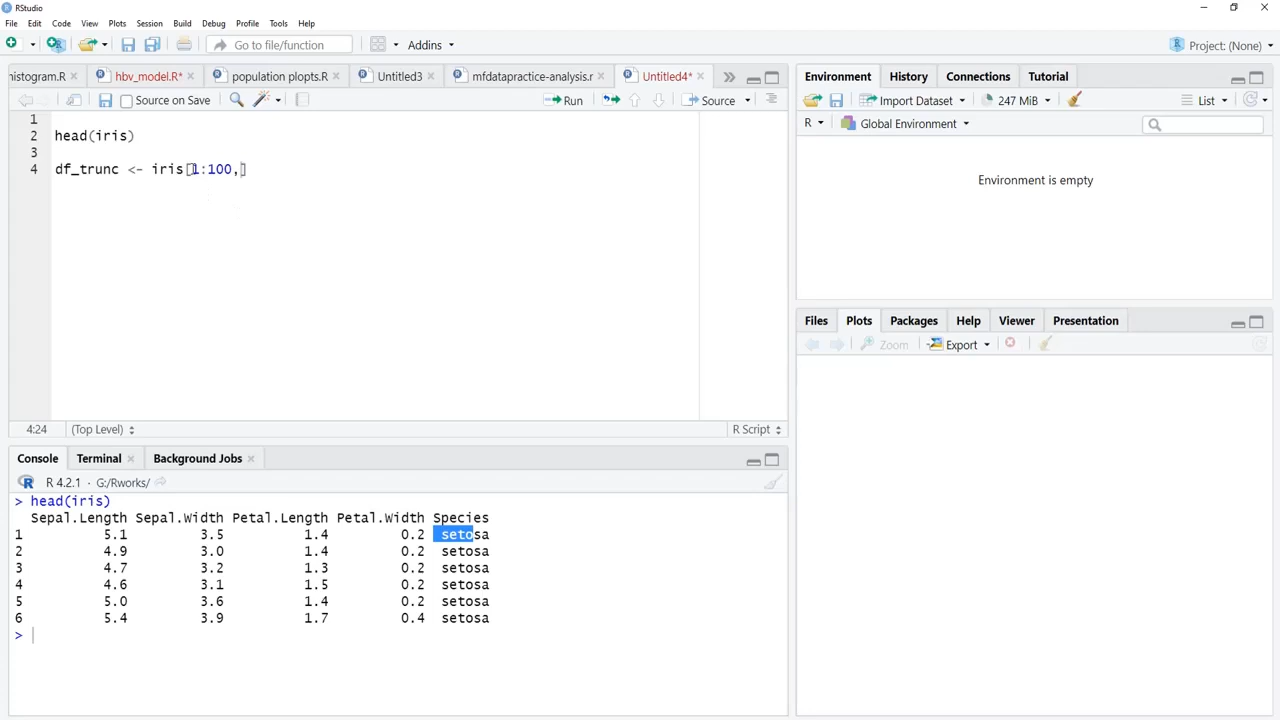 RStudio
File Edit Code View Plots Session Build Debug Profile Tools Help
Go to file/function Addins Project: (None)
histogram.R hbv_model.R* population plopts.R Untitled3 mfdatapractice-analysis.r Untitled4*
Source on Save Run Source
1
2 head(iris)
3
4 df_trunc <- iris[1:100,]
4:24 (Top Level) R Script
Console Terminal Background Jobs
R 4.2.1 · G:/Rworks/
> head(iris)
Sepal.Length Sepal.Width Petal.Length Petal.Width Species
1 5.1 3.5 1.4 0.2 setosa
2 4.9 3.0 1.4 0.2 setosa
3 4.7 3.2 1.3 0.2 setosa
4 4.6 3.1 1.5 0.2 setosa
5 5.0 3.6 1.4 0.2 setosa
6 5.4 3.9 1.7 0.4 setosa
>
Environment History Connections Tutorial
Import Dataset 247 MiB List
R Global Environment
Environment is empty
Files Plots Packages Help Viewer Presentation
Zoom Export